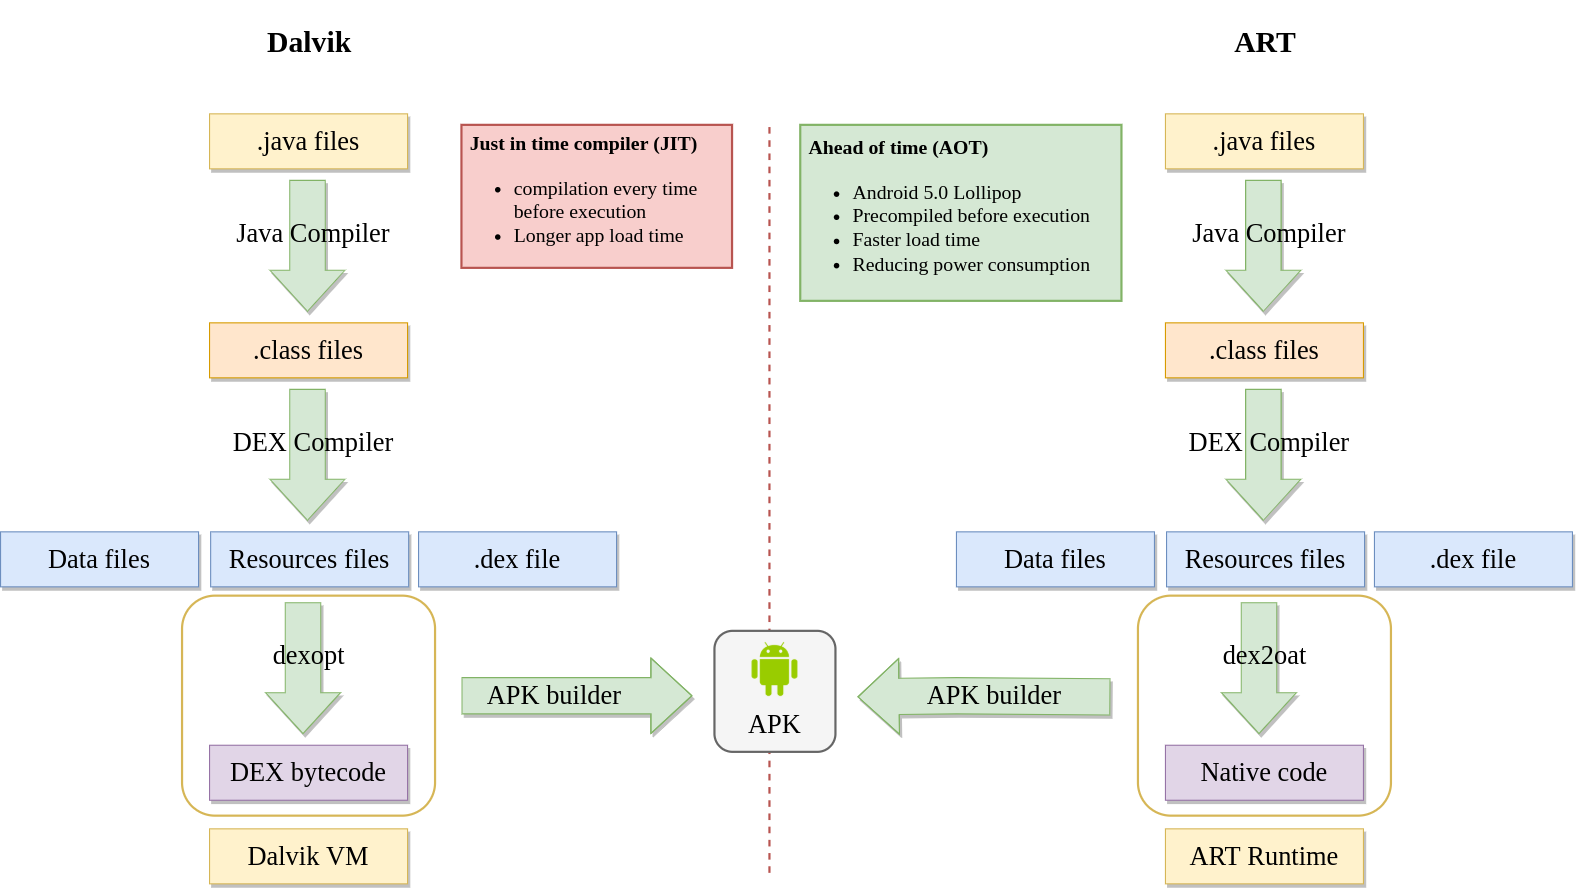 Dalvik
ART
.java files
Just in time compiler (JIT)
• compilation every time
before execution
• Longer app load time
Ahead of time (AOT)
• Android 5.0 Lollipop
• Precompiled before execution
• Faster load time
• Reducing power consumption
.java files
Java Compiler
Java Compiler
.class files
.class files
DEX Compiler
DEX Compiler
Data files
Resources files
.dex file
Data files
Resources files
.dex file
dexopt
dex2oat
APK builder
APK
APK builder
DEX bytecode
Native code
Dalvik VM
ART Runtime